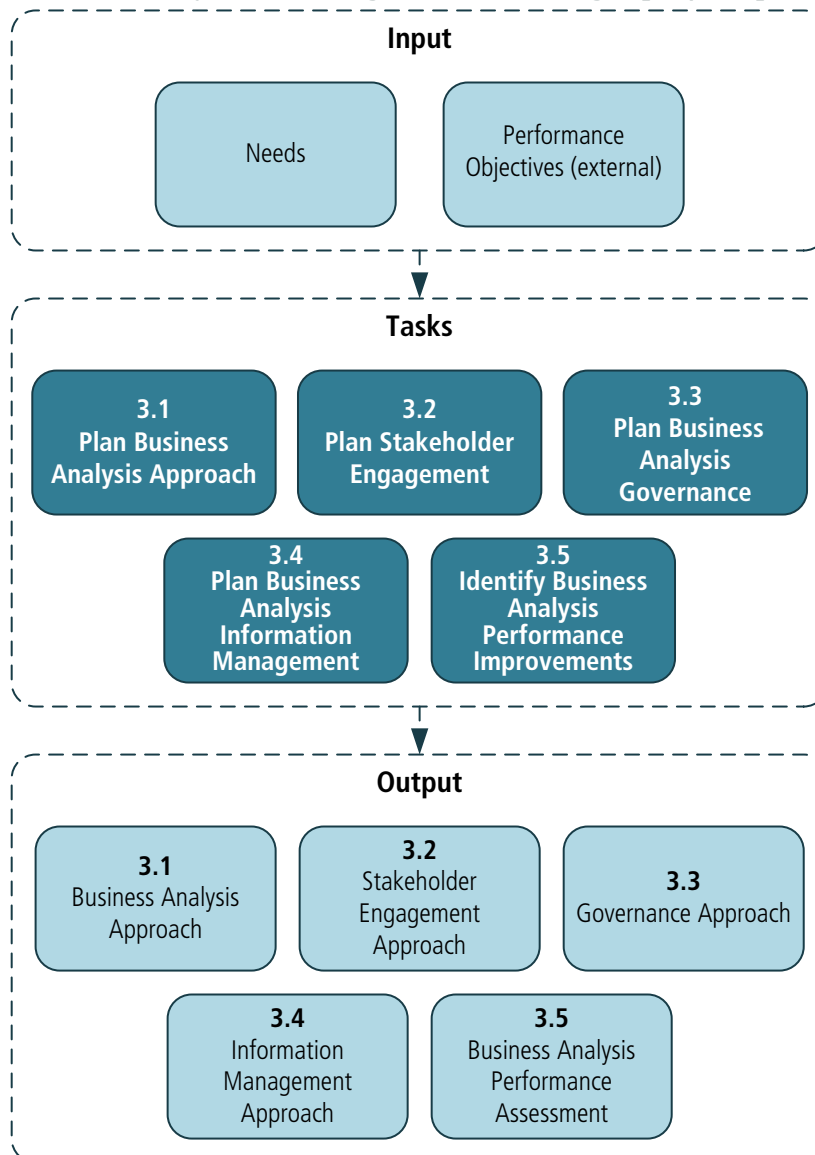 Input
Needs
Performance
Objectives (external)
Tasks
3.1
Plan Business
Analysis Approach
3.2
Plan Stakeholder
Engagement
3.3
Plan Business
Analysis
Governance
3.4
Plan Business
Analysis
Information
Management
3.5
Identify Business
Analysis
Performance
Improvements
Output
3.1
Business Analysis
Approach
3.2
Stakeholder
Engagement
Approach
3.3
Governance Approach
3.4
Information
Management
Approach
3.5
Business Analysis
Performance
Assessment